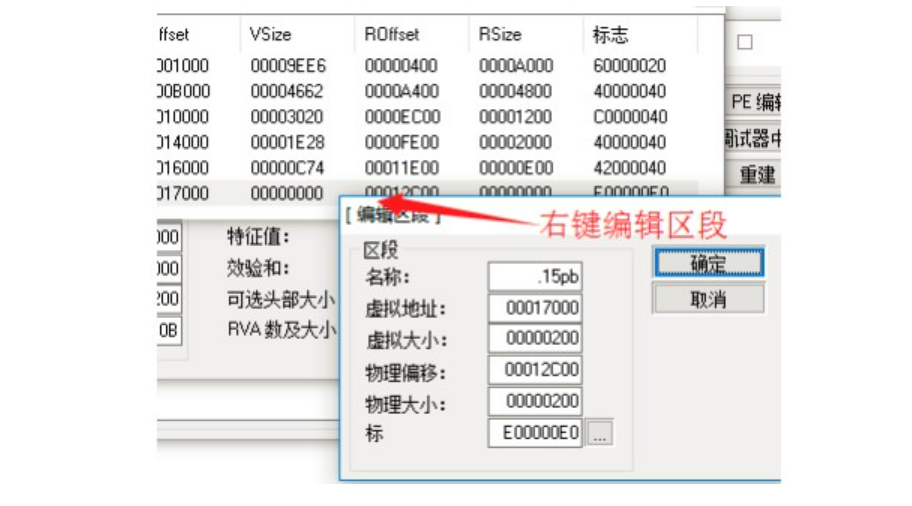 ffset VSize ROffset RSize 标志
001000 00009EE6 00000400 0000A000 60000020
00B000 00004662 0000A400 00004800 40000040
010000 00003020 0000EC00 00001200 C0000040
014000 00001E28 0000FE00 00002000 40000040
PE 编辑
调试器中
016000 00000C74 00011E00 00000E00 42000040
重建
017000 00000000 00012C00 00000000 E00000E0
[ 编辑区段 ]
右键编辑区段
000 特征值:
000 效验和:
200 可选头部大小
0B RVA 数及大小
区段
名称: .15pb
虚拟地址: 00017000
虚拟大小: 00000200
物理偏移: 00012C00
物理大小: 00000200
标 E00000E0 ...
确定
取消